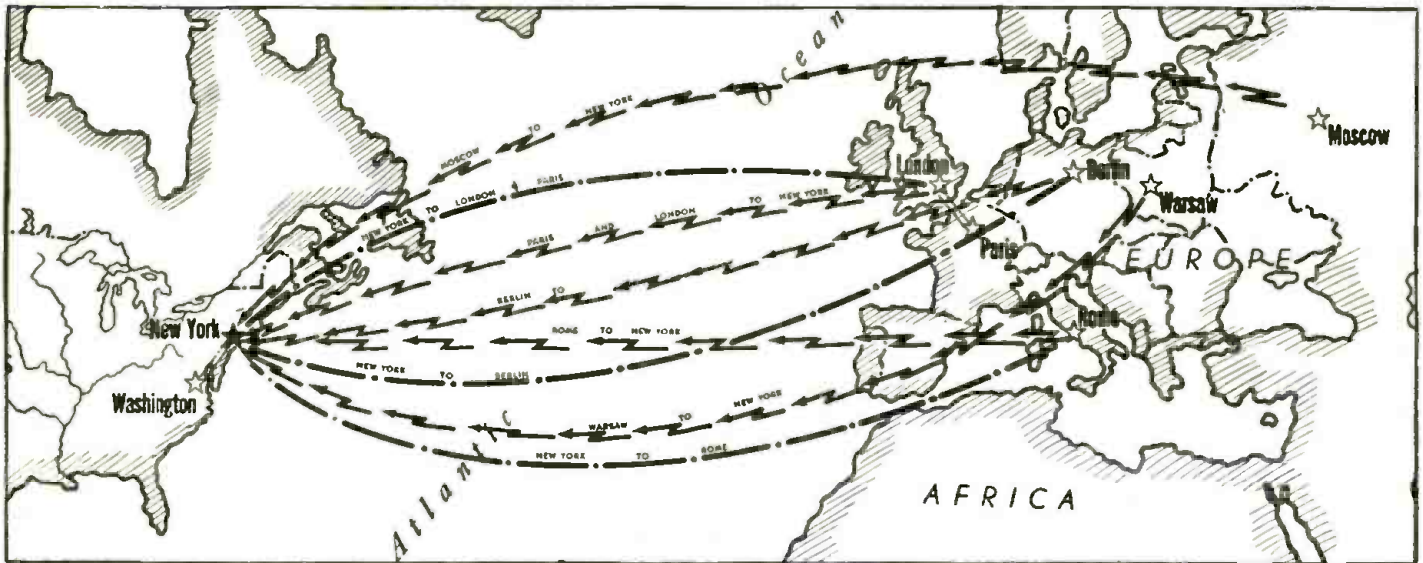 Atlantic Ocean
Moscow
London
Berlin
Warsaw
Paris
EUROPE
Rome
New York
Washington
AFRICA
MOSCOW TO NEW YORK
NEW YORK TO LONDON PARIS
PARIS AND LONDON TO NEW YORK
BERLIN TO
ROME TO NEW YORK
NEW YORK TO BERLIN
WARSAW TO NEW YORK
NEW YORK TO ROME